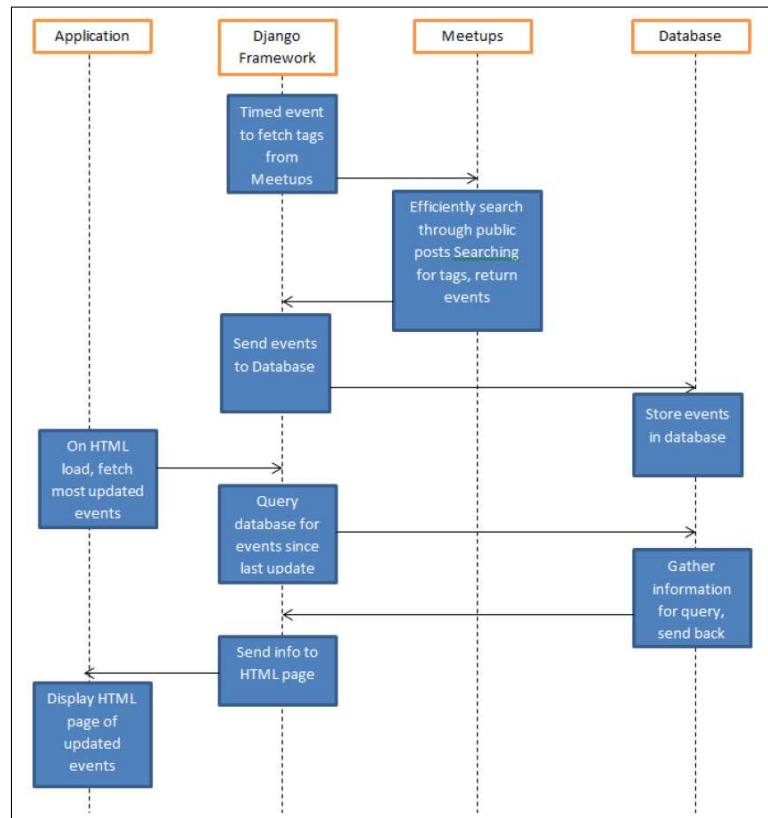 Application
Django
Framework
Meetups
Database
Timed event
to fetch tags
from
Meetups
Efficiently search
through public
posts Searching
for tags, return
events
Send events
to Database
Store events
in database
On HTML
load, fetch
most updated
events
Query
database for
events since
last update
Gather
information
for query,
send back
Send info to
HTML page
Display HTML
page of
updated
events